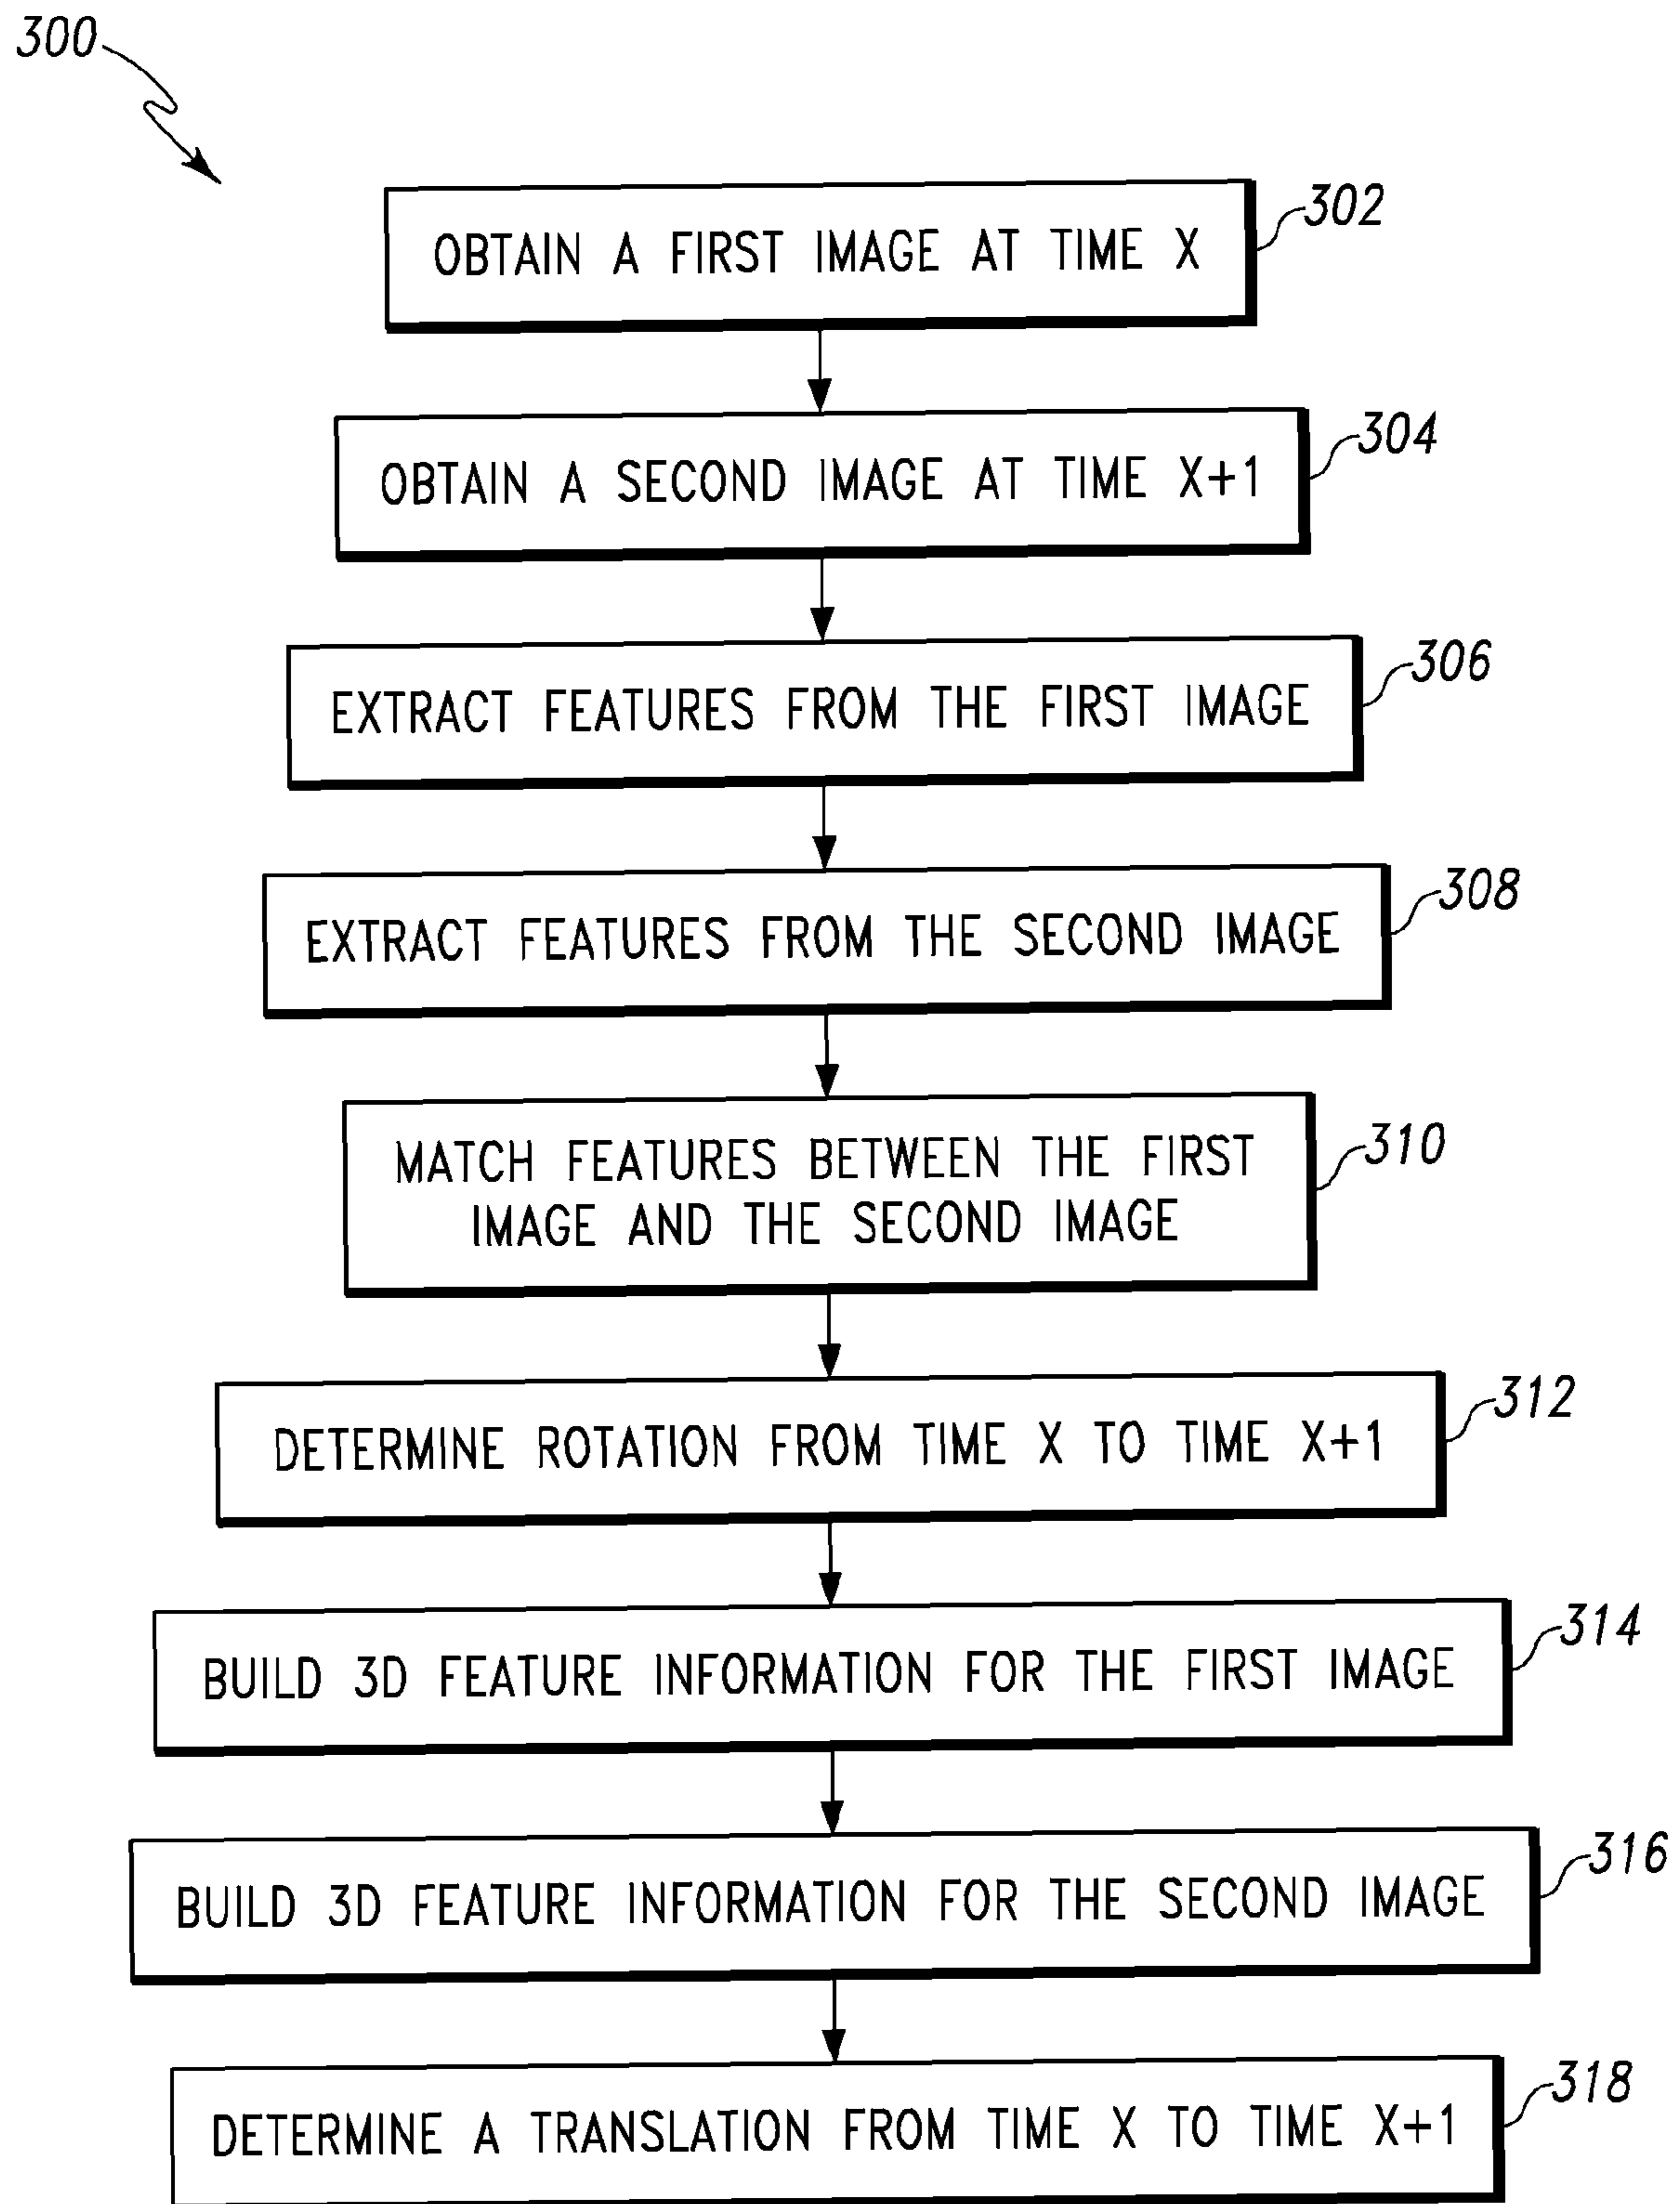 300
OBTAIN A FIRST IMAGE AT TIME X
302
OBTAIN A SECOND IMAGE AT TIME X+1
304
EXTRACT FEATURES FROM THE FIRST IMAGE
306
EXTRACT FEATURES FROM THE SECOND IMAGE
308
MATCH FEATURES BETWEEN THE FIRST
IMAGE AND THE SECOND IMAGE
310
DETERMINE ROTATION FROM TIME X TO TIME X+1
312
BUILD 3D FEATURE INFORMATION FOR THE FIRST IMAGE
314
BUILD 3D FEATURE INFORMATION FOR THE SECOND IMAGE
316
DETERMINE A TRANSLATION FROM TIME X TO TIME X+1
318